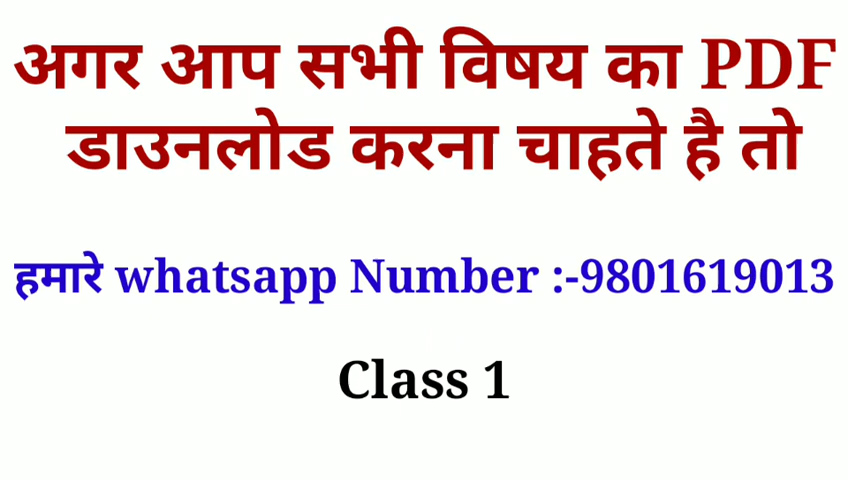 अगर आप सभी विषय का PDF
डाउनलोड करना चाहते है तो
हमारे whatsapp Number :-9801619013
Class 1